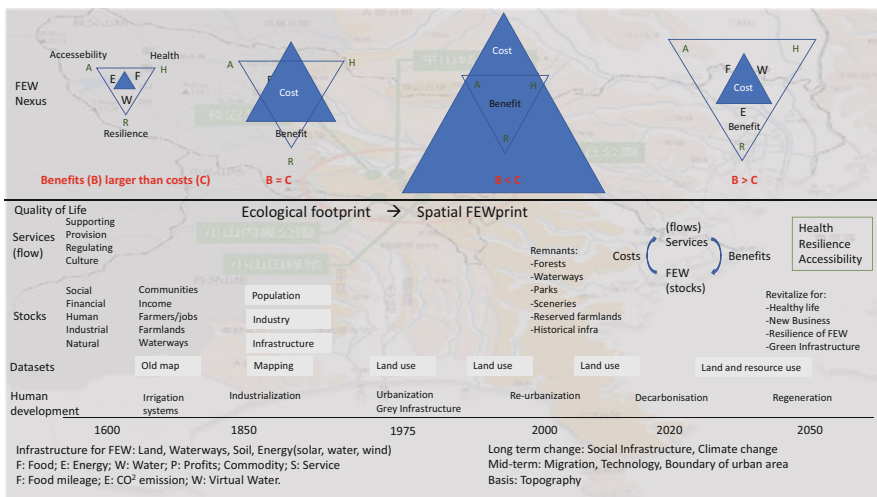 Accessebility
Health
A
E
F
H
W
R
Resilience
FEW
Nexus
A
H
Cost
Benefit
R
Cost
A
H
Benefit
R
A
H
F
W
Cost
E
Benefit
R
Benefits (B) larger than costs (C)
B = C
B < C
B > C
Quality of Life
Ecological footprint → Spatial FEWprint
Services
(flow)
Supporting
Provision
Regulating
Culture
Remnants:
-Forests
-Waterways
-Parks
-Sceneries
-Reserved farmlands
-Historical infra
(flows)
Services
Costs
Benefits
FEW
(stocks)
Health
Resilience
Accessibility
Stocks
Social
Financial
Human
Industrial
Natural
Communities
Income
Farmers/jobs
Farmlands
Waterways
Population
Industry
Infrastructure
Revitalize for:
-Healthy life
-New Business
-Resilience of FEW
-Green Infrastructure
Datasets
Old map
Mapping
Land use
Land use
Land use
Land and resource use
Human
development
Irrigation
systems
Industrialization
Urbanization
Grey Infrastructure
Re-urbanization
Decarbonisation
Regeneration
1600
1850
1975
2000
2020
2050
Infrastructure for FEW: Land, Waterways, Soil, Energy(solar, water, wind)
F: Food; E: Energy; W: Water; P: Profits; Commodity; S: Service
F: Food mileage; E: CO² emission; W: Virtual Water.
Long term change: Social Infrastructure, Climate change
Mid-term: Migration, Technology, Boundary of urban area
Basis: Topography